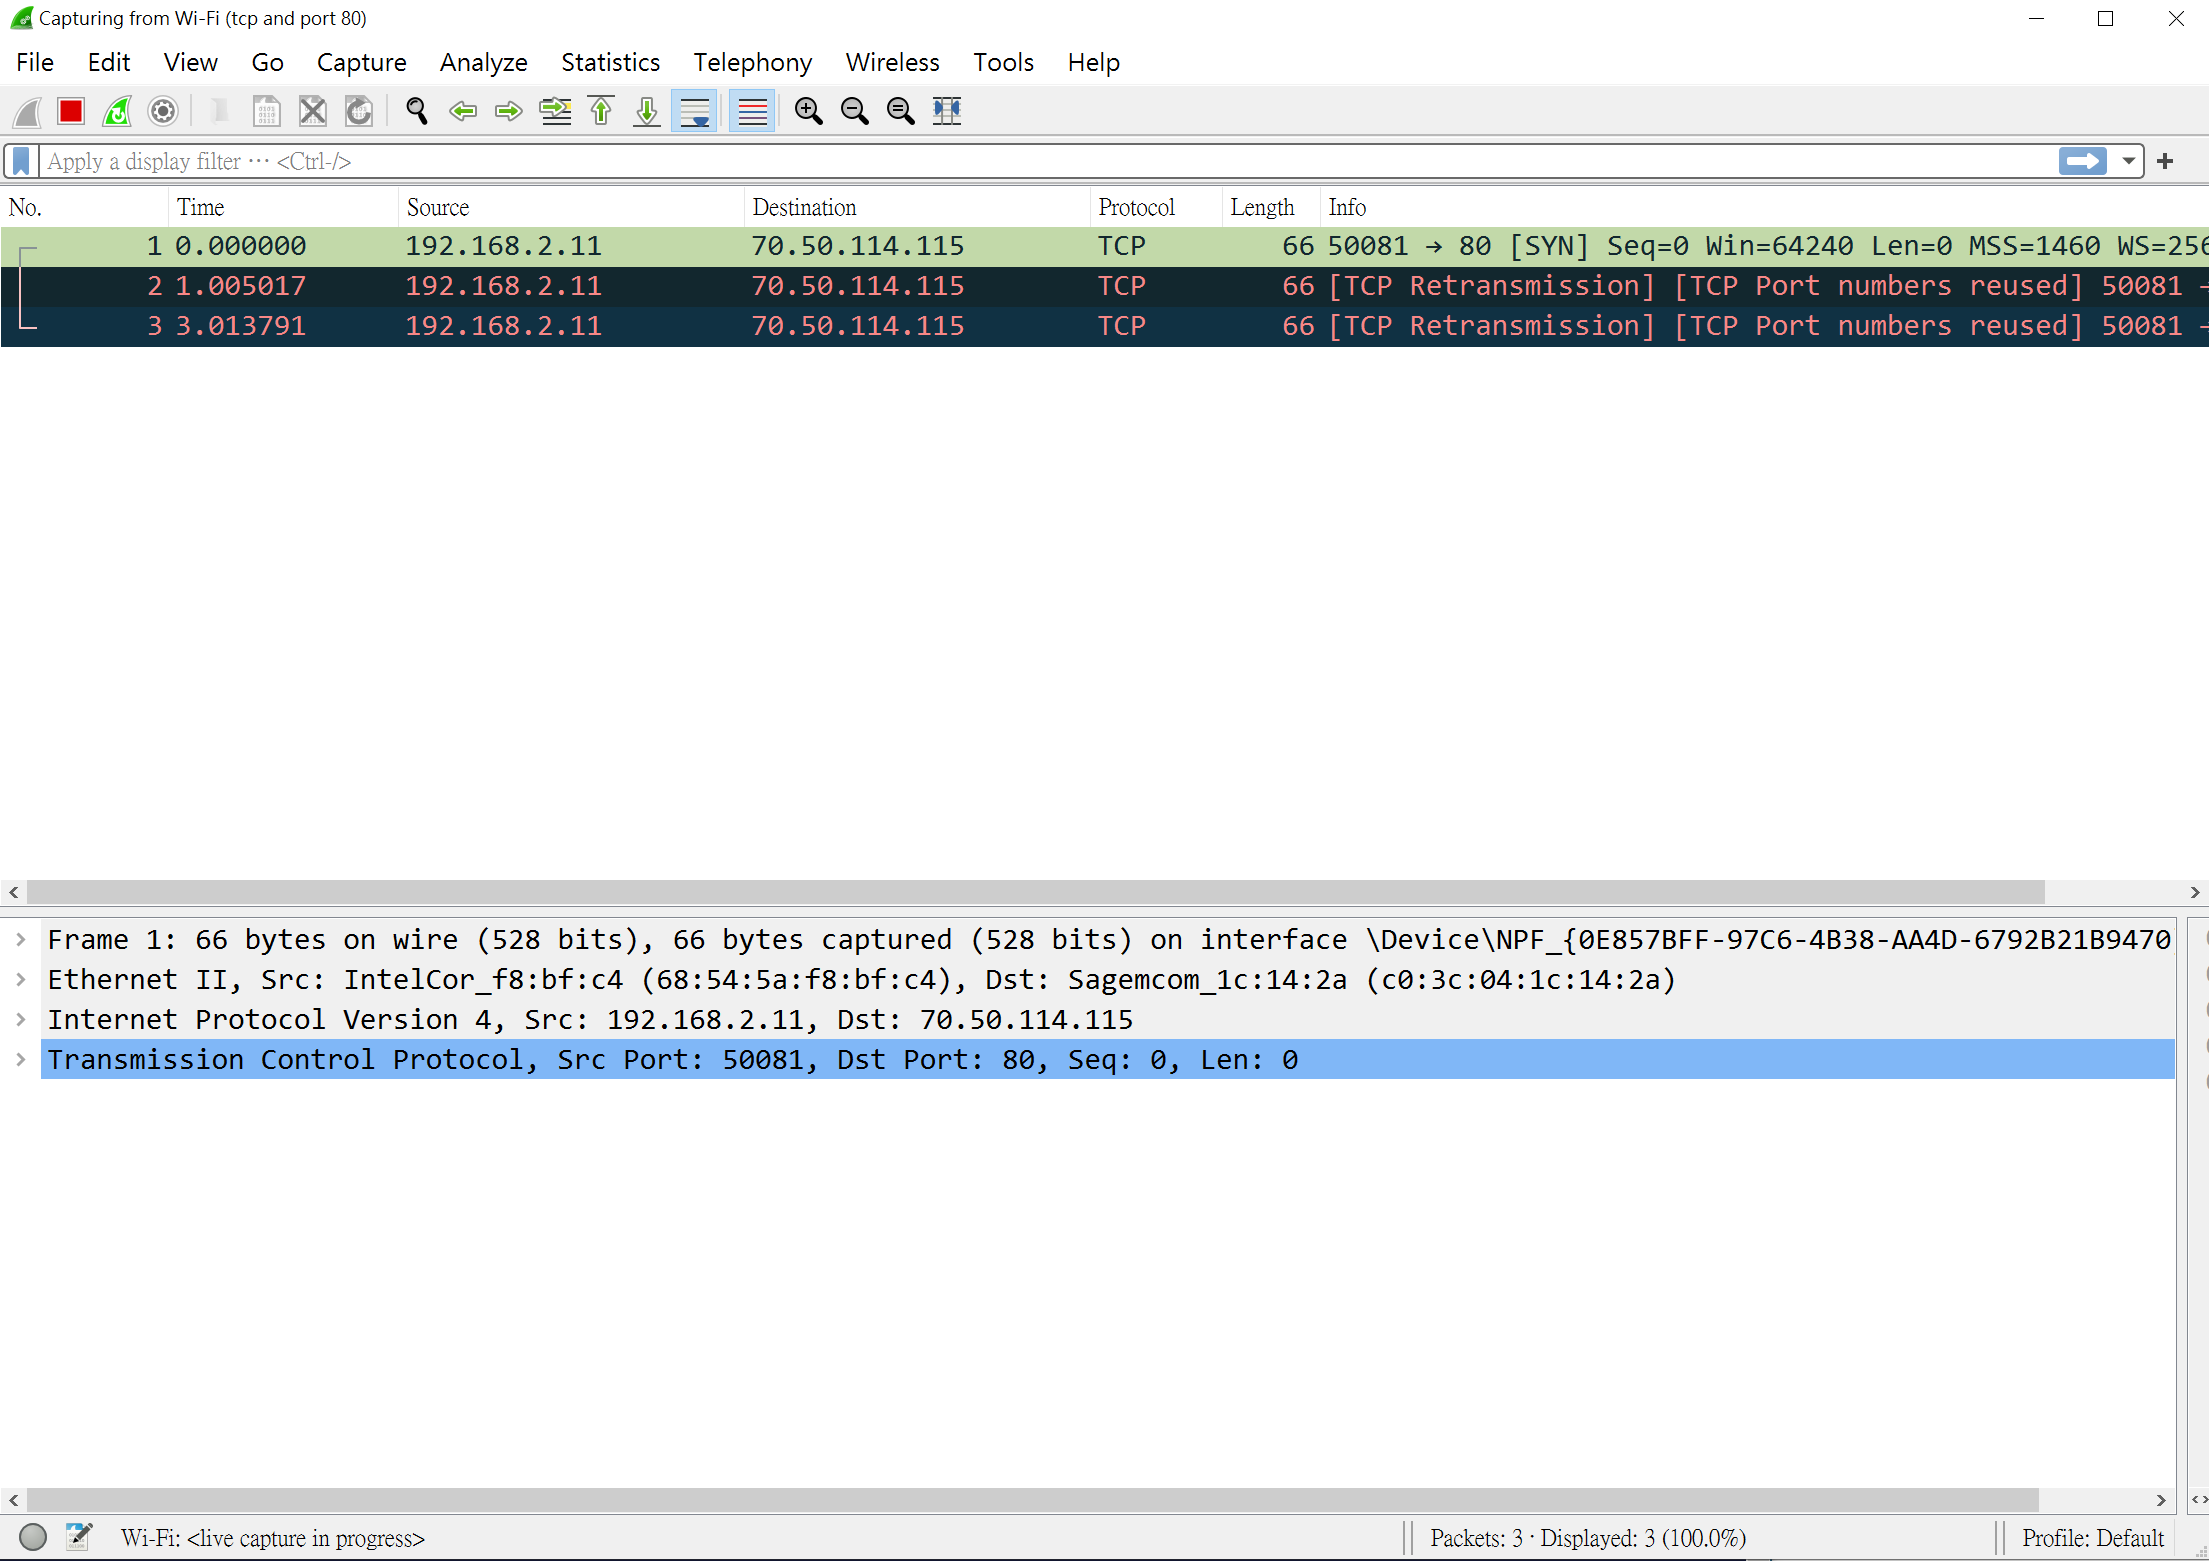 Capturing from Wi-Fi (tcp and port 80)
File Edit View Go Capture Analyze Statistics Telephony Wireless Tools Help
Apply a display filter … <Ctrl-/>
No. Time Source Destination Protocol Length Info
1 0.000000 192.168.2.11 70.50.114.115 TCP 66 50081 → 80 [SYN] Seq=0 Win=64240 Len=0 MSS=1460 WS=256
2 1.005017 192.168.2.11 70.50.114.115 TCP 66 [TCP Retransmission] [TCP Port numbers reused] 50081 →
3 3.013791 192.168.2.11 70.50.114.115 TCP 66 [TCP Retransmission] [TCP Port numbers reused] 50081 →
Frame 1: 66 bytes on wire (528 bits), 66 bytes captured (528 bits) on interface \Device\NPF_{0E857BFF-97C6-4B38-AA4D-6792B21B9470
Ethernet II, Src: IntelCor_f8:bf:c4 (68:54:5a:f8:bf:c4), Dst: Sagemcom_1c:14:2a (c0:3c:04:1c:14:2a)
Internet Protocol Version 4, Src: 192.168.2.11, Dst: 70.50.114.115
Transmission Control Protocol, Src Port: 50081, Dst Port: 80, Seq: 0, Len: 0
Wi-Fi: <live capture in progress> Packets: 3 · Displayed: 3 (100.0%) Profile: Default